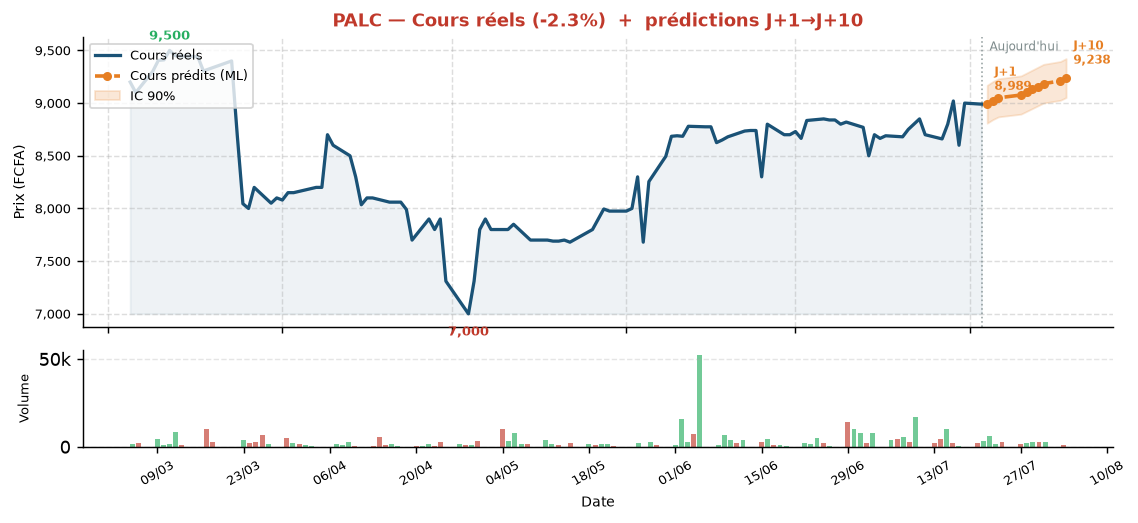 PALC — Cours réels (-2.3%)  +  prédictions J+1→J+10
9,500
Cours réels
Cours prédits (ML)
IC 90%
Aujourd'hui
J+10
9,238
J+1
8,989
7,000
Prix (FCFA)
9,500
9,000
8,500
8,000
7,500
7,000
Volume
50k
0
09/03
23/03
06/04
20/04
04/05
18/05
01/06
15/06
29/06
13/07
27/07
10/08
Date